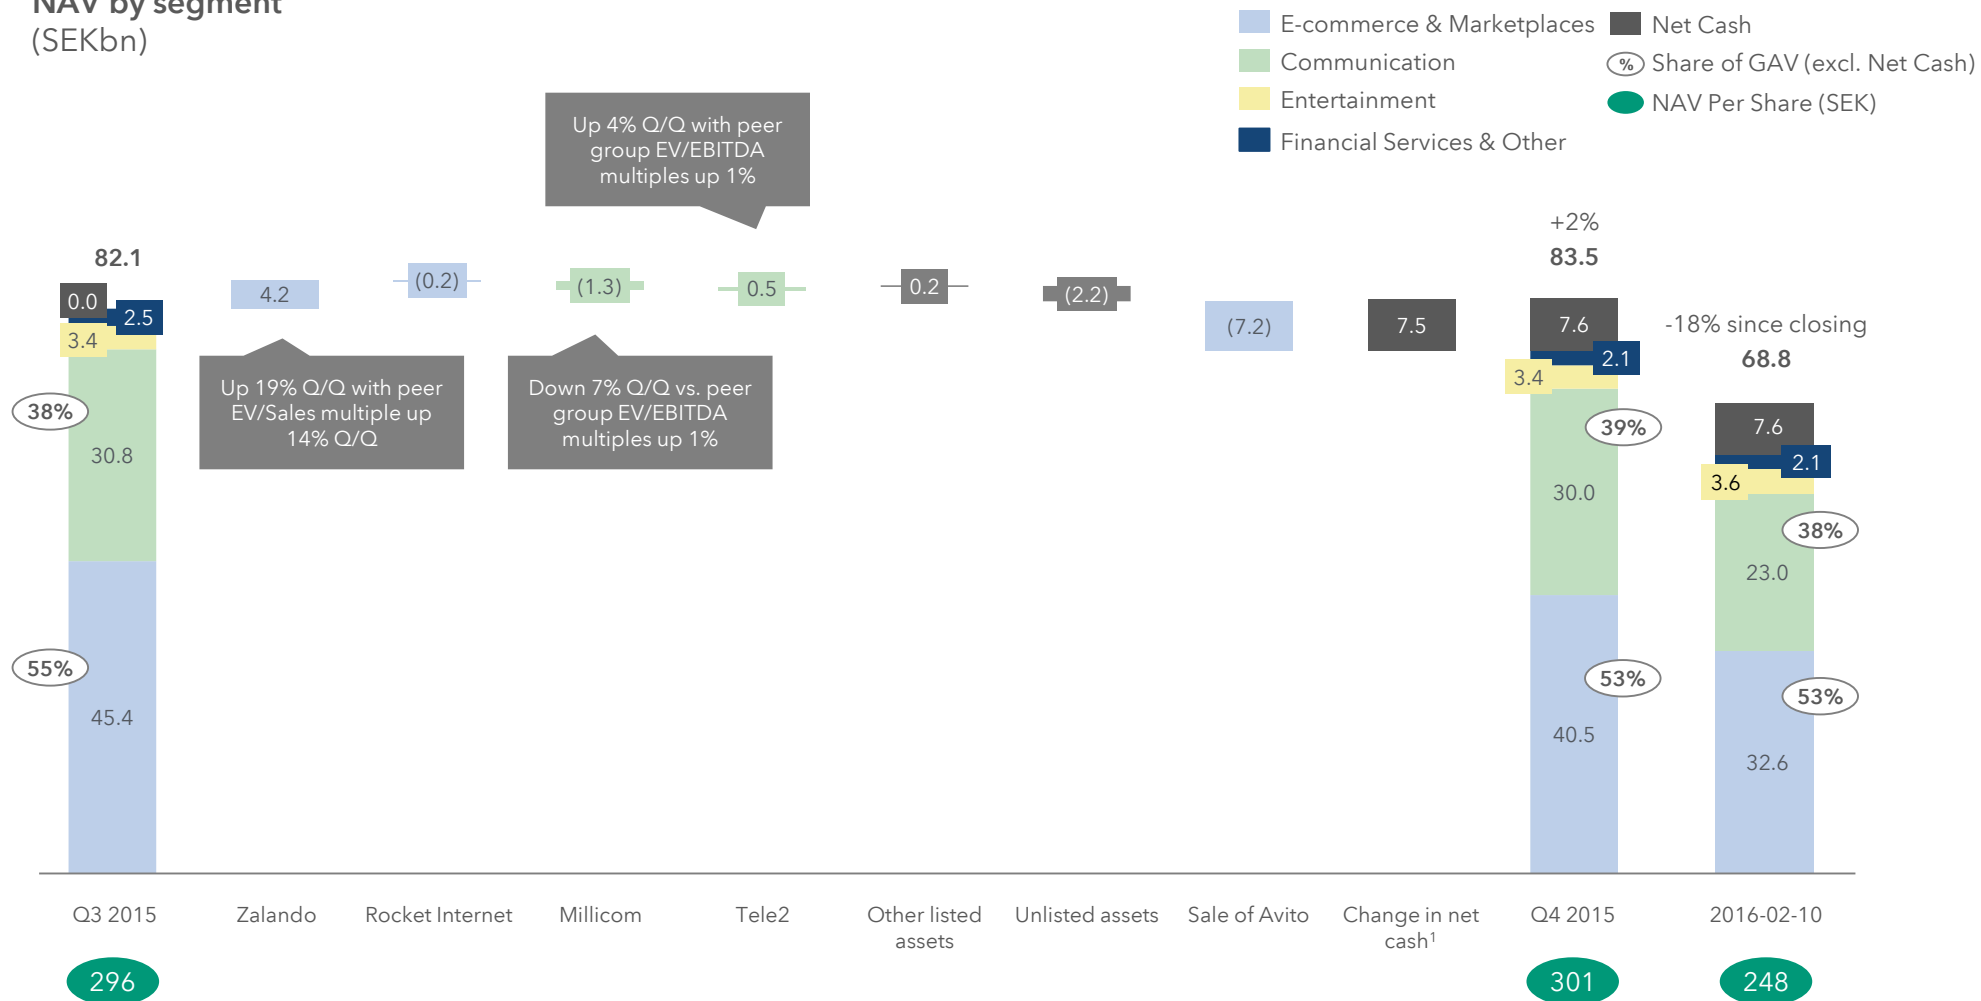 NAV by segment
(SEKbn)
E-commerce & Marketplaces
Communication
Entertainment
Financial Services & Other
Net Cash
% Share of GAV (excl. Net Cash)
NAV Per Share (SEK)
Up 4% Q/Q with peer
group EV/EBITDA
multiples up 1%
82.1
0.0
2.5
3.4
38%
30.8
55%
45.4
4.2
(0.2)
(1.3)
0.5
0.2
(2.2)
(7.2)
7.5
Up 19% Q/Q with peer
EV/Sales multiple up
14% Q/Q
Down 7% Q/Q vs. peer
group EV/EBITDA
multiples up 1%
+2%
83.5
7.6
2.1
3.4
39%
30.0
53%
40.5
-18% since closing
68.8
7.6
2.1
3.6
38%
23.0
53%
32.6
Q3 2015
Zalando
Rocket Internet
Millicom
Tele2
Other listed
assets
Unlisted assets
Sale of Avito
Change in net
cash¹
Q4 2015
2016-02-10
296
301
248